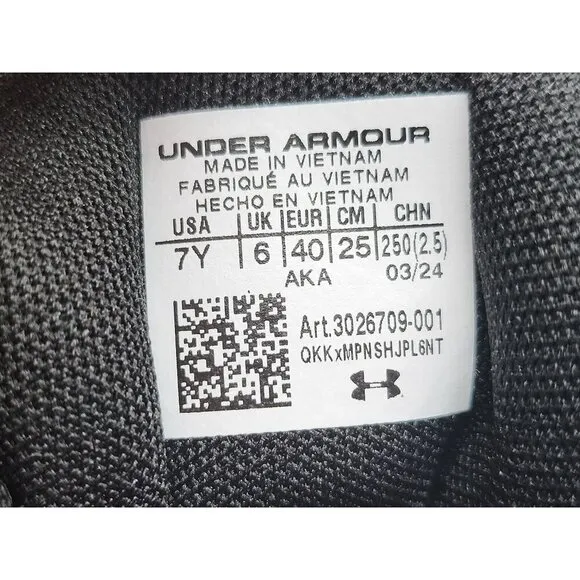 UNDER ARMOUR
MADE IN VIETNAM
FABRIQUÉ AU VIETNAM
HECHO EN VIETNAM
USA UK EUR CM CHN
7Y 6 40 25 250(2.5)
AKA 03/24
Art.3026709-001
QKKxMPNSHJPL6NT